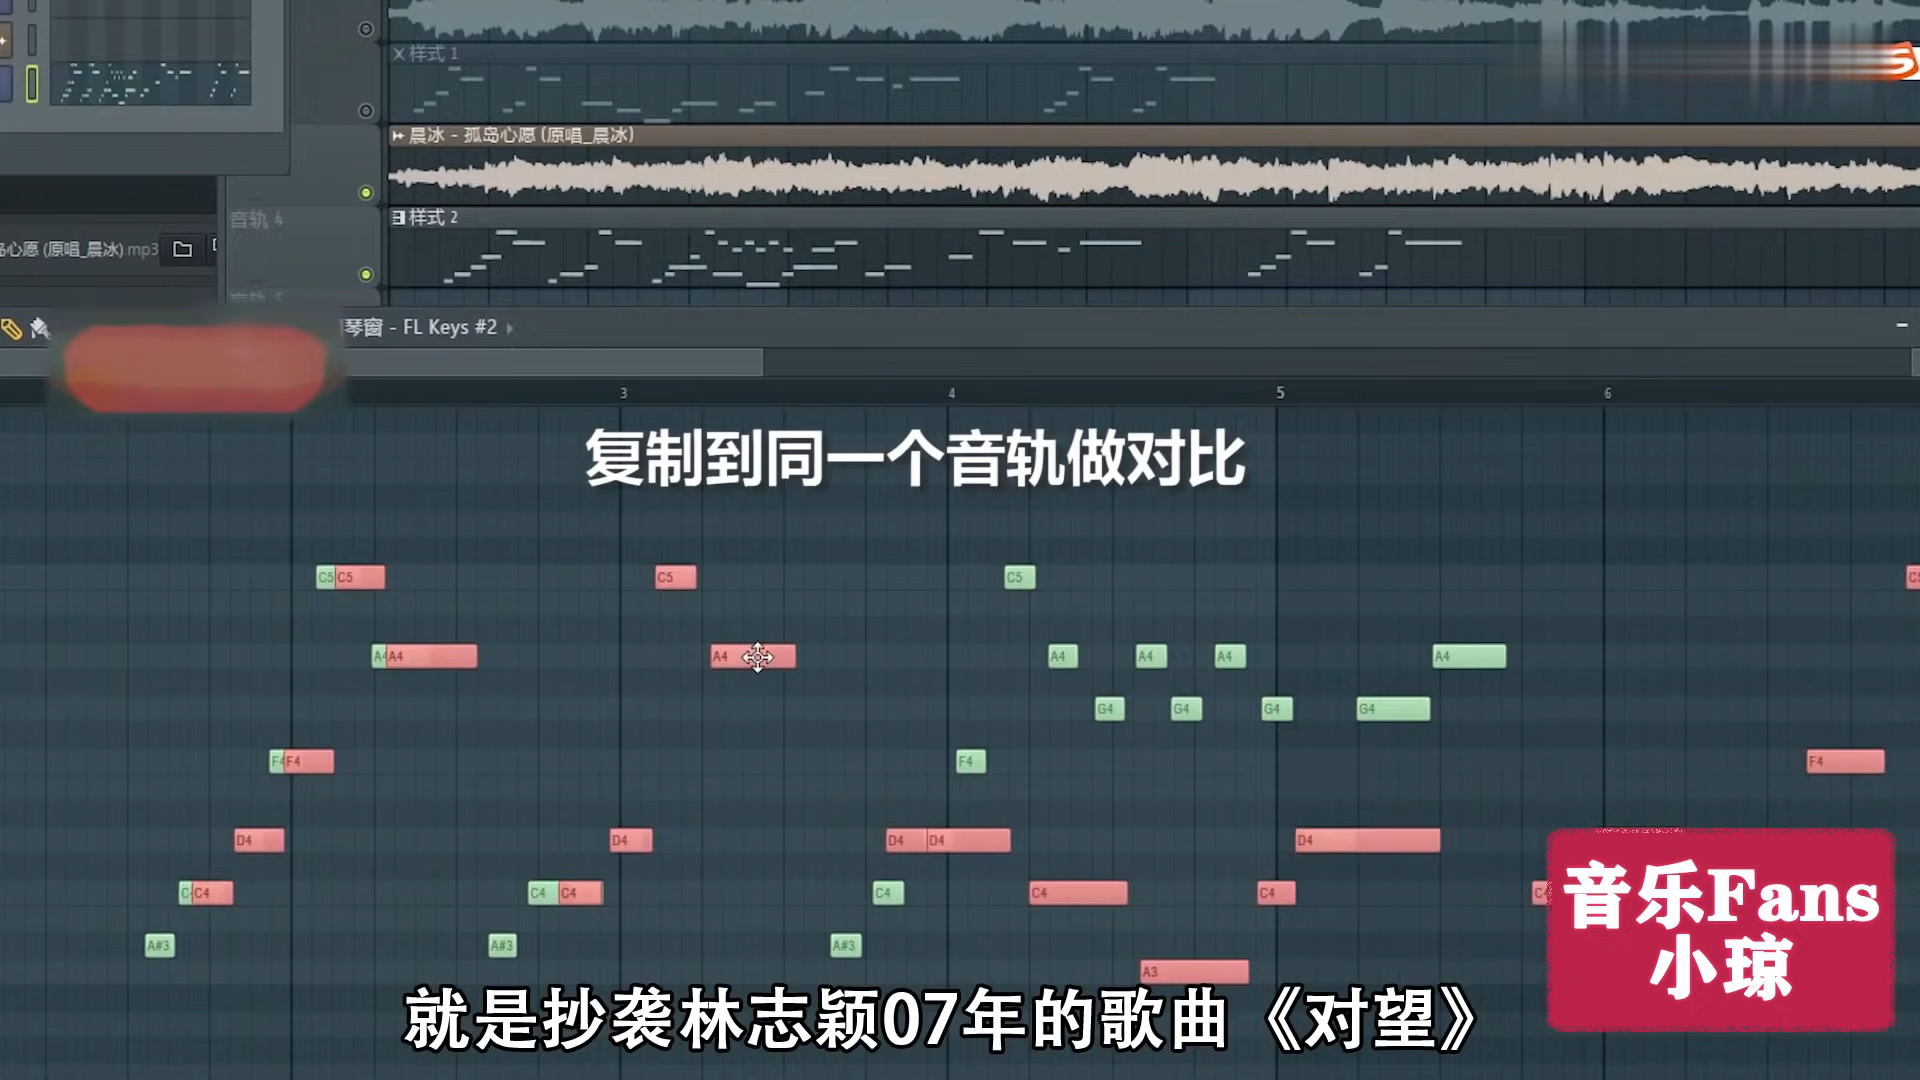 样式 1
晨冰 - 孤岛心愿 (原唱_晨冰)
音轨 4
样式 2
心愿 (原唱_晨冰).mp3
琴窗 - FL Keys #2
3 4 5 6
复制到同一个音轨做对比
C5 C5 C5 C5
A4 A4 A4 A4 A4 A4
G4 G4 G4 G4
F4 F4 F4 F4
D4 D4 D4 D4 D4
C4 C4 C4 C4 C4 C4
A#3 A#3 A#3
A3
音乐Fans
小琼
就是抄袭林志颖07年的歌曲《对望》